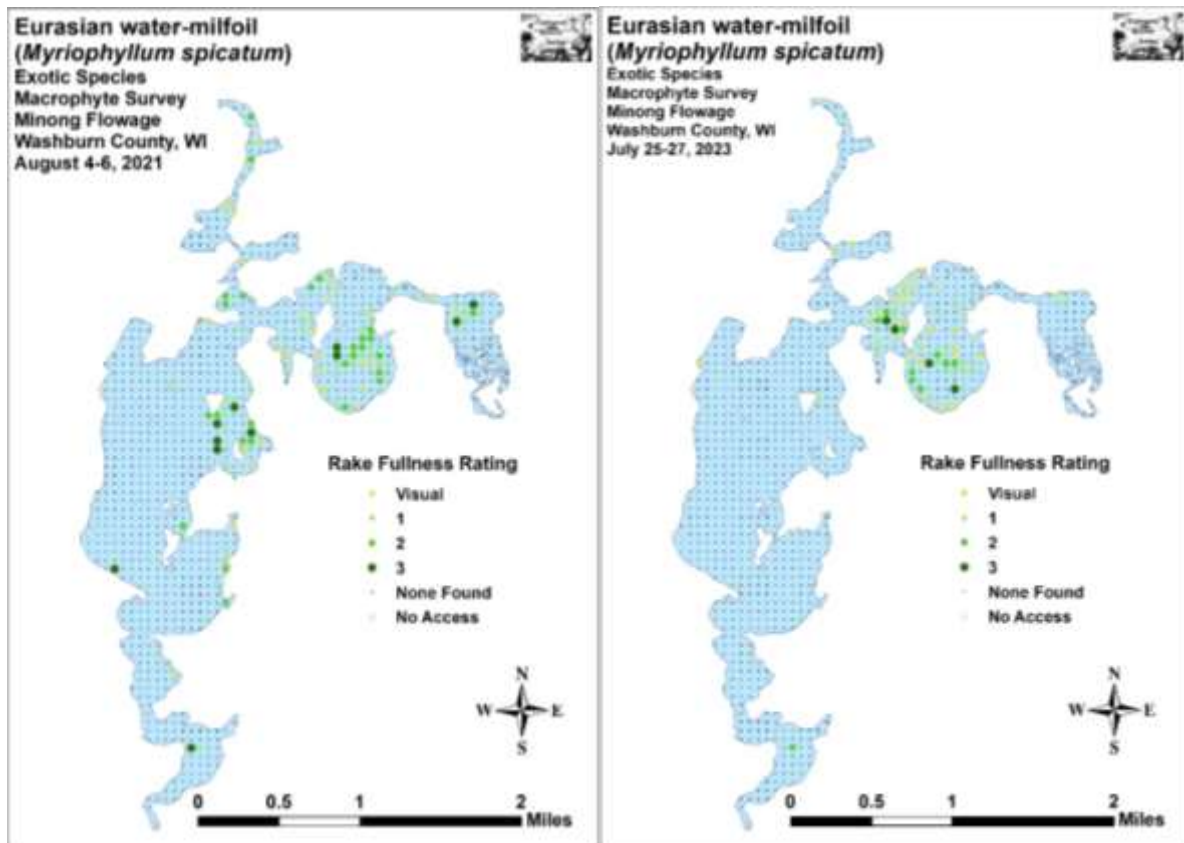 Eurasian water-milfoil
(Myriophyllum spicatum)
Exotic Species
Macrophyte Survey
Minong Flowage
Washburn County, WI
August 4-6, 2021
Rake Fullness Rating
Visual
1
2
3
None Found
No Access
N
W E
S
0 0.5 1 2
Miles
Eurasian water-milfoil
(Myriophyllum spicatum)
Exotic Species
Macrophyte Survey
Minong Flowage
Washburn County, WI
July 25-27, 2023
Rake Fullness Rating
Visual
1
2
3
None Found
No Access
N
W E
S
0 0.5 1 2
Miles